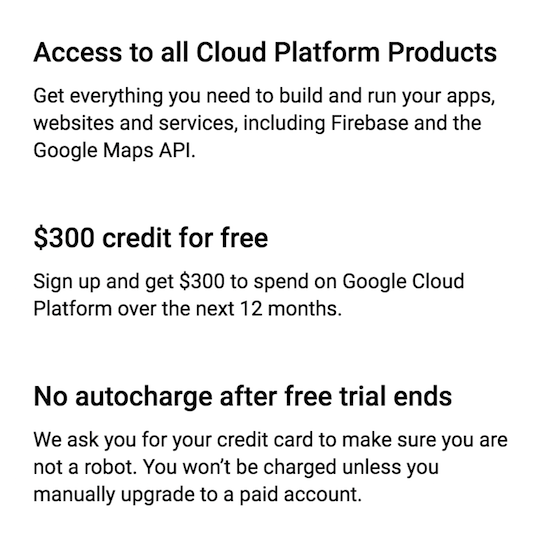 Access to all Cloud Platform Products
Get everything you need to build and run your apps,
websites and services, including Firebase and the
Google Maps API.
$300 credit for free
Sign up and get $300 to spend on Google Cloud
Platform over the next 12 months.
No autocharge after free trial ends
We ask you for your credit card to make sure you are
not a robot. You won’t be charged unless you
manually upgrade to a paid account.